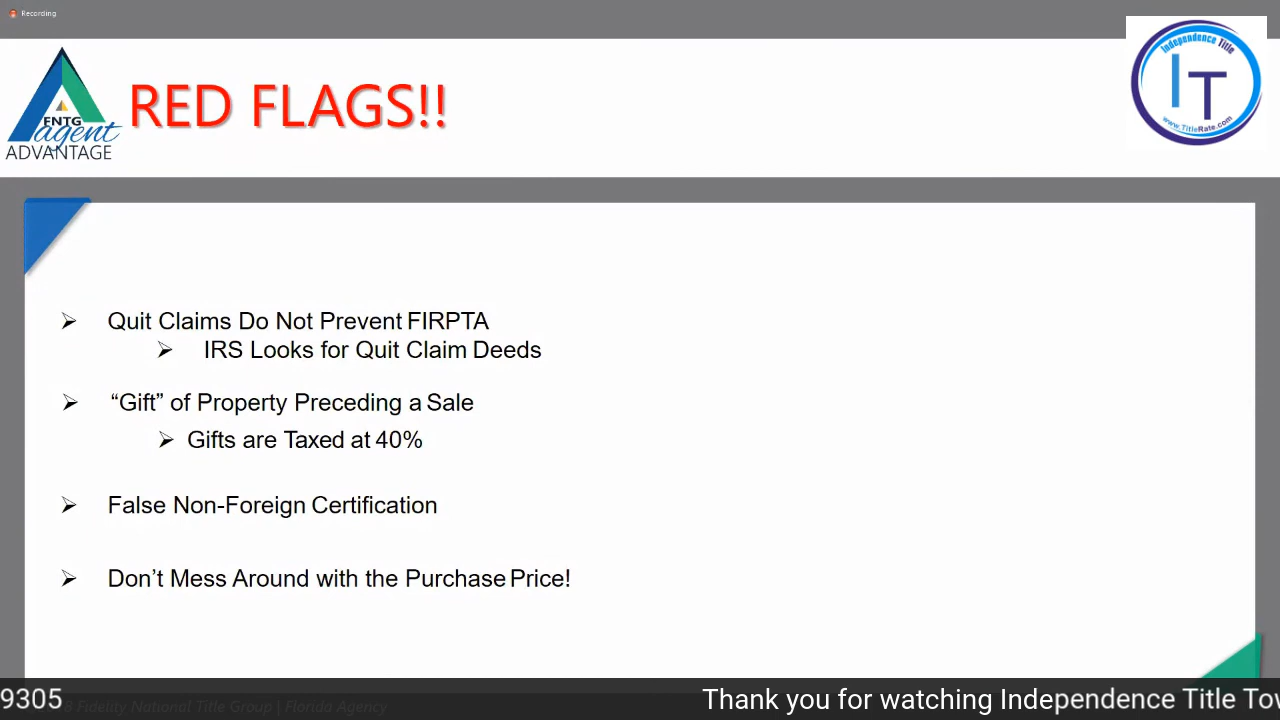 Recording
Independence Title
IT
www.TitleRate.com
FNTG
agent
ADVANTAGE
RED FLAGS!!
➢ Quit Claims Do Not Prevent FIRPTA
➢ IRS Looks for Quit Claim Deeds
➢ “Gift” of Property Preceding a Sale
➢ Gifts are Taxed at 40%
➢ False Non-Foreign Certification
➢ Don’t Mess Around with the Purchase Price!
9305 Thank you for watching Independence Title Tow
Fidelity National Title Group | Florida Agency